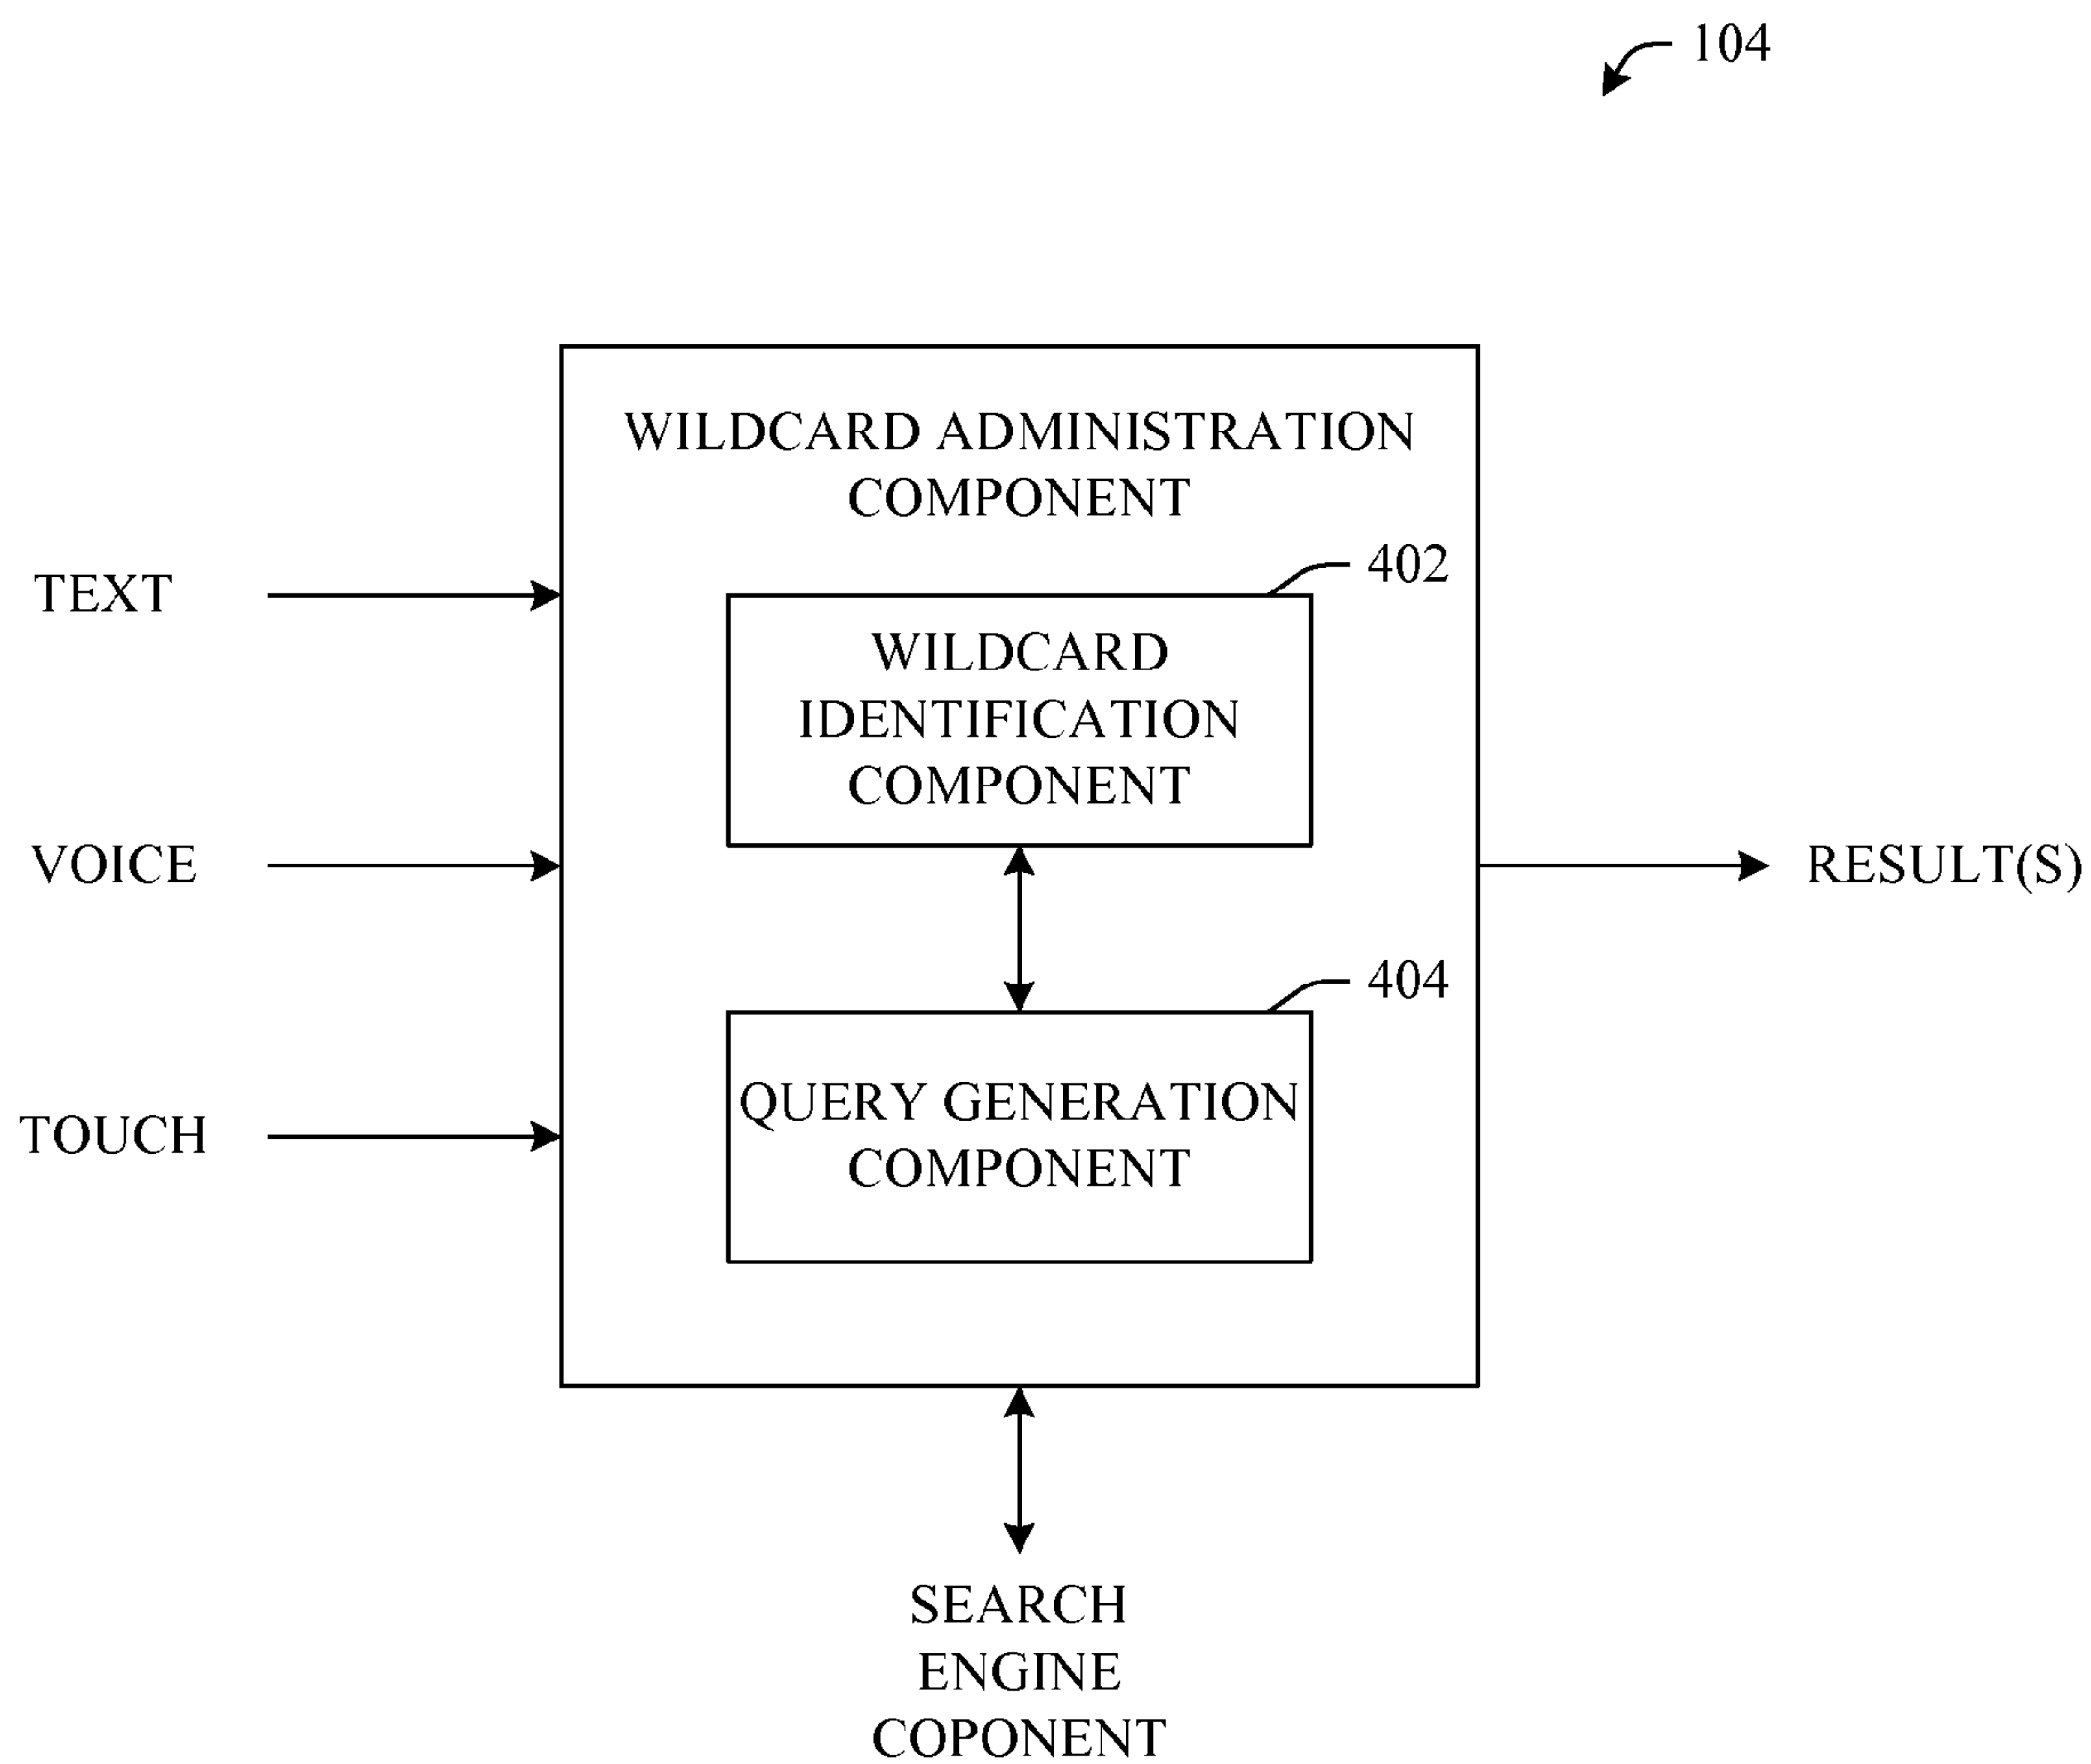 104
WILDCARD ADMINISTRATION
COMPONENT
402
TEXT
WILDCARD
IDENTIFICATION
COMPONENT
VOICE
RESULT(S)
404
QUERY GENERATION
COMPONENT
TOUCH
SEARCH
ENGINE
COPONENT